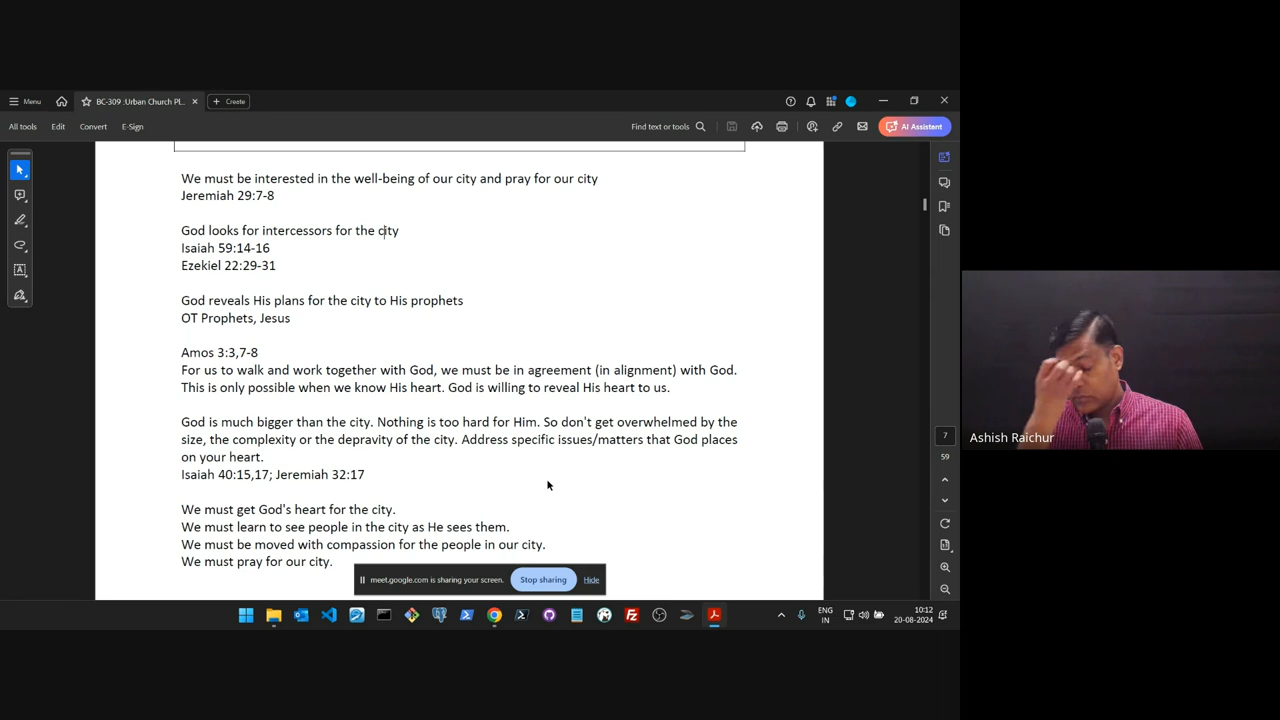 Menu
BC-309 :Urban Church Pl...
Create
All tools
Edit
Convert
E-Sign
Find text or tools
AI Assistant
We must be interested in the well-being of our city and pray for our city
Jeremiah 29:7-8
God looks for intercessors for the city
Isaiah 59:14-16
Ezekiel 22:29-31
God reveals His plans for the city to His prophets
OT Prophets, Jesus
Amos 3:3,7-8
For us to walk and work together with God, we must be in agreement (in alignment) with God.
This is only possible when we know His heart. God is willing to reveal His heart to us.
God is much bigger than the city. Nothing is too hard for Him. So don't get overwhelmed by the
size, the complexity or the depravity of the city. Address specific issues/matters that God places
on your heart.
Isaiah 40:15,17; Jeremiah 32:17
We must get God's heart for the city.
We must learn to see people in the city as He sees them.
We must be moved with compassion for the people in our city.
We must pray for our city.
7
59
meet.google.com is sharing your screen.
Stop sharing
Hide
ENG
IN
10:12
20-08-2024
Ashish Raichur